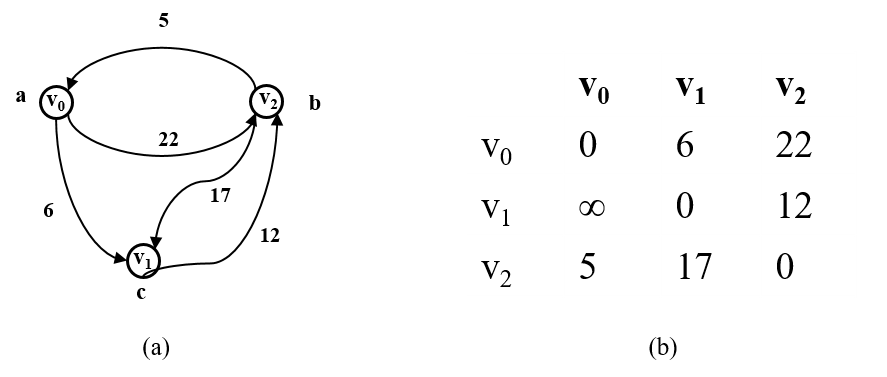 5
a v₀ v₂ b
22
17
6
12
v₁
c
(a)
v₀ v₁ v₂
v₀ 0 6 22
v₁ ∞ 0 12
v₂ 5 17 0
(b)